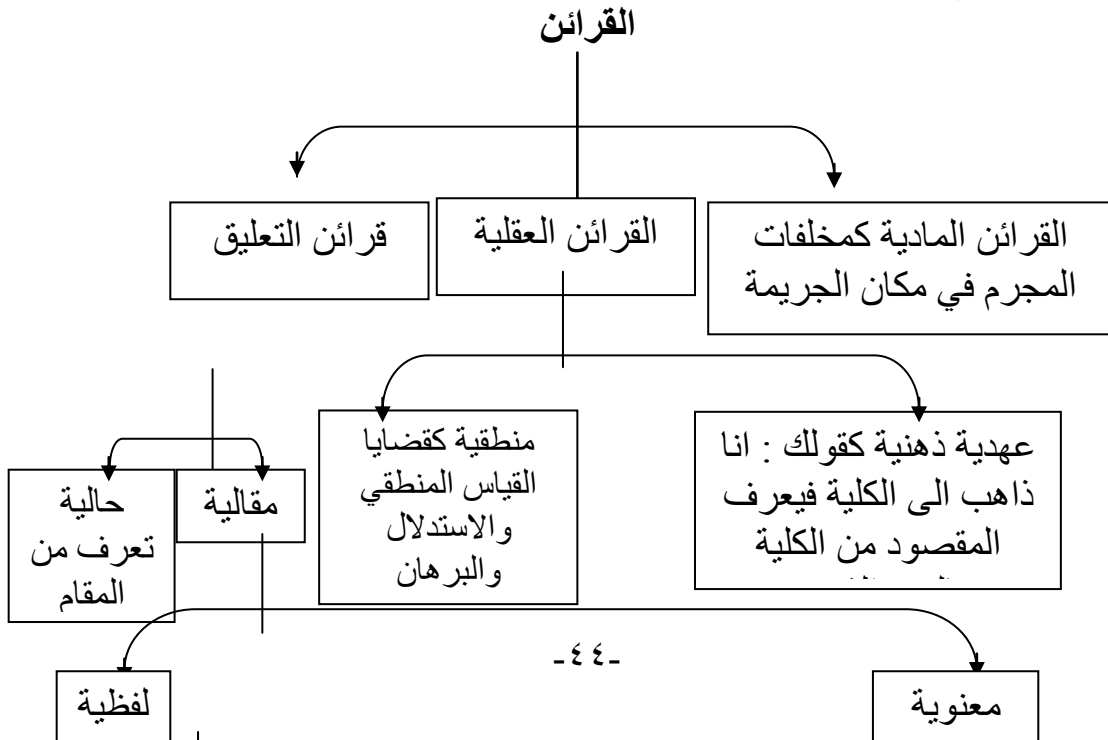 القرائن
القرائن المادية كمخلفات
المجرم في مكان الجريمة
القرائن العقلية
قرائن التعليق
عهدية ذهنية كقولك : انا
ذاهب الى الكلية فيعرف
المقصود من الكلية
منطقية كقضايا
القياس المنطقي
والاستدلال
والبرهان
مقالية
حالية
تعرف من
المقام
-٤٤-
معنوية
لفظية